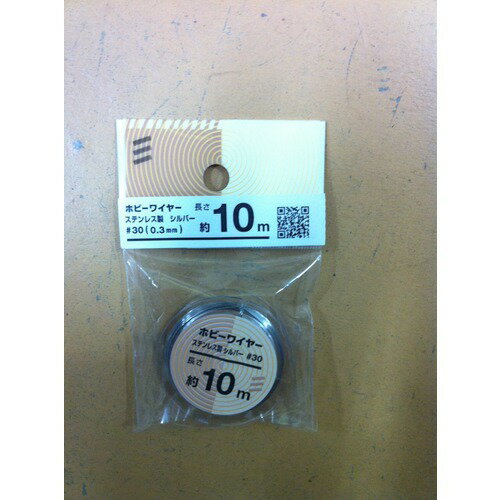 ホビーワイヤー
ステンレス製 シルバー
#30(0.3mm)
長さ
約10m
ホビーワイヤー
ステンレス製 シルバー #30
長さ
約10m